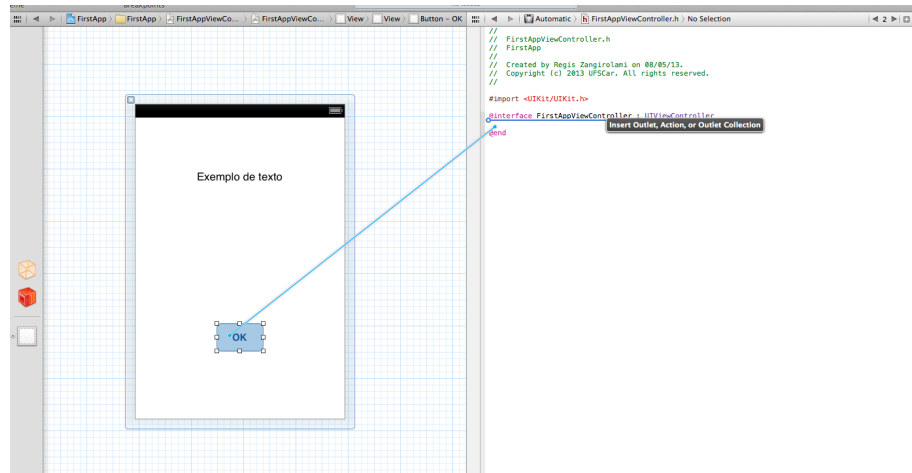 breakpoints
FirstApp FirstApp FirstAppViewCo... FirstAppViewCo... View View Button - OK
Automatic FirstAppViewController.h No Selection 2
//
// FirstAppViewController.h
// FirstApp
//
// Created by Regis Zangirolami on 08/05/13.
// Copyright (c) 2013 UFSCar. All rights reserved.
//
#import <UIKit/UIKit.h>
@interface FirstAppViewController : UIViewController
Insert Outlet, Action, or Outlet Collection
@end
Exemplo de texto
OK